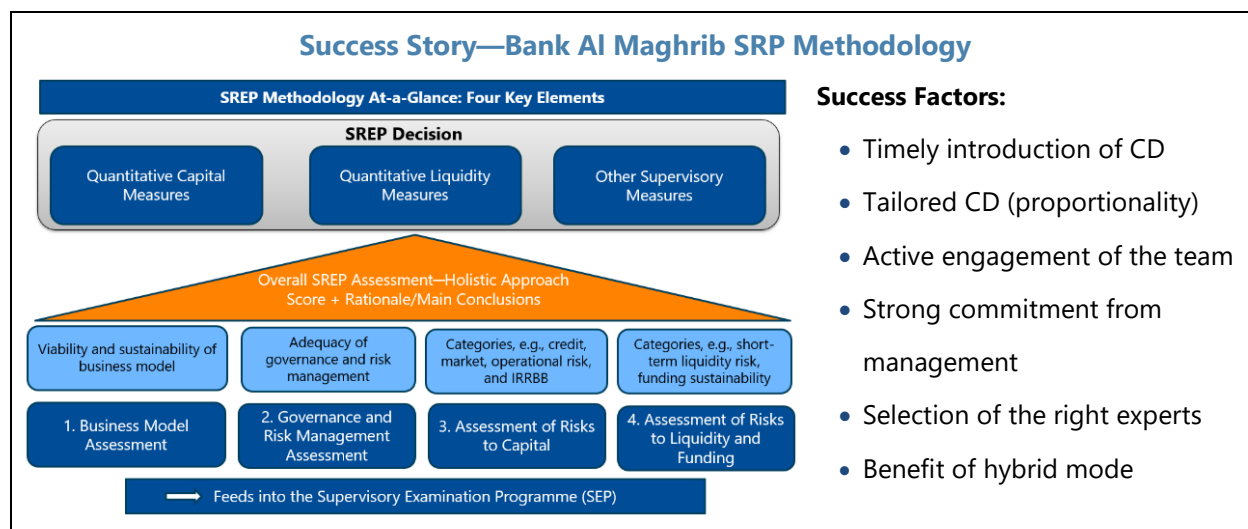 Success Story—Bank Al Maghrib SRP Methodology
SREP Methodology At-a-Glance: Four Key Elements
SREP Decision
Quantitative Capital
Measures
Quantitative Liquidity
Measures
Other Supervisory
Measures
Overall SREP Assessment—Holistic Approach
Score + Rationale/Main Conclusions
Viability and sustainability of
business model
Adequacy of
governance and risk
management
Categories, e.g., credit,
market, operational risk,
and IRRBB
Categories, e.g., short-
term liquidity risk,
funding sustainability
1. Business Model
Assessment
2. Governance and
Risk Management
Assessment
3. Assessment of Risks
to Capital
4. Assessment of Risks
to Liquidity and
Funding
Feeds into the Supervisory Examination Programme (SEP)
Success Factors:
• Timely introduction of CD
• Tailored CD (proportionality)
• Active engagement of the team
• Strong commitment from
management
• Selection of the right experts
• Benefit of hybrid mode